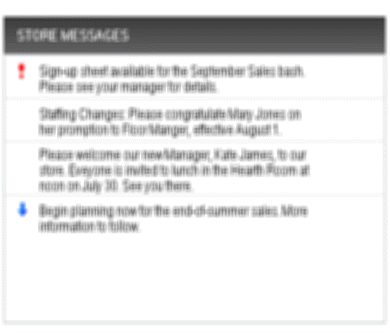 STORE MESSAGES
Sign-up sheet available for the September Sales bash.
Please see your manager for details.
Staffing Changes: Please congratulate Mary Jones on
her promption to Floor Manger, effective August 1.
Please welcome our new Manager, Kate James, to our
store. Everyone is invited to lunch in the Hearth Room at
noon on July 30. See you there.
Begin planning now for the end-of-summer sales. More
information to follow.